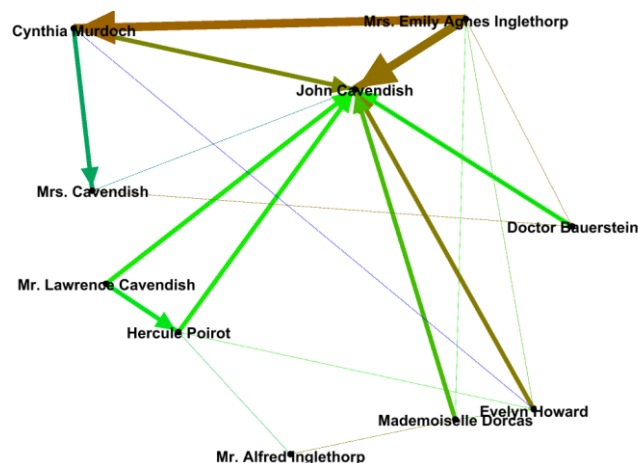 Mrs. Emily Agnes Inglethorp
Cynthia Murdoch
John Cavendish
Mrs. Cavendish
Doctor Bauerstein
Mr. Lawrence Cavendish
Hercule Poirot
Evelyn Howard
Mademoiselle Dorcas
Mr. Alfred Inglethorp